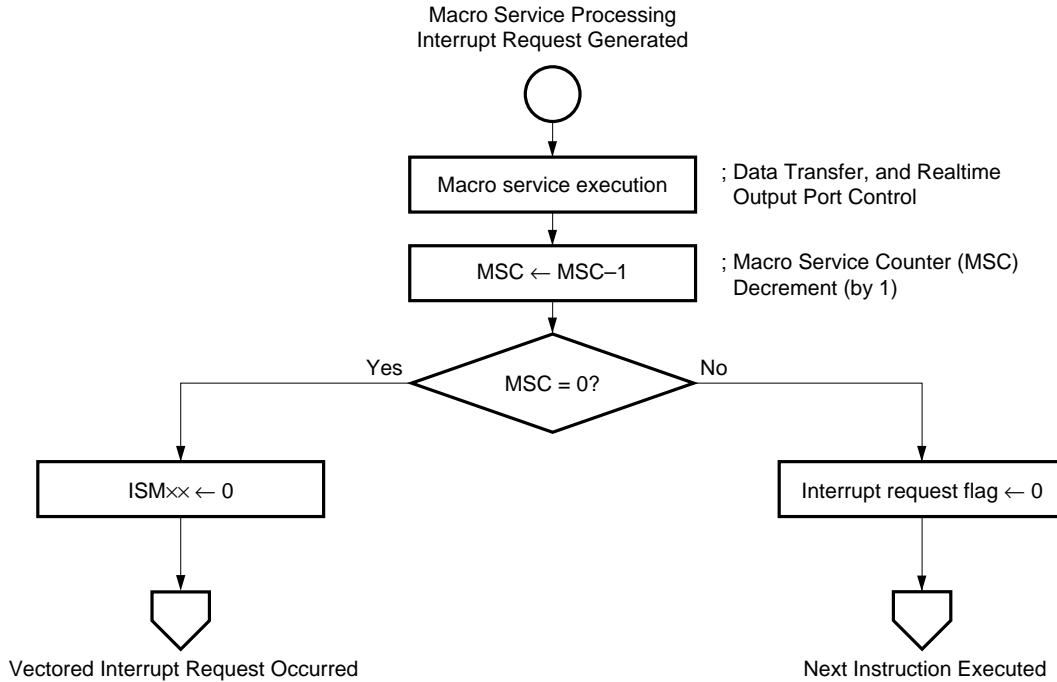 Macro Service Processing
Interrupt Request Generated
Macro service execution
; Data Transfer, and Realtime
Output Port Control
MSC ← MSC–1
; Macro Service Counter (MSC)
Decrement (by 1)
Yes
MSC = 0?
No
ISM×× ← 0
Interrupt request flag ← 0
Vectored Interrupt Request Occurred
Next Instruction Executed